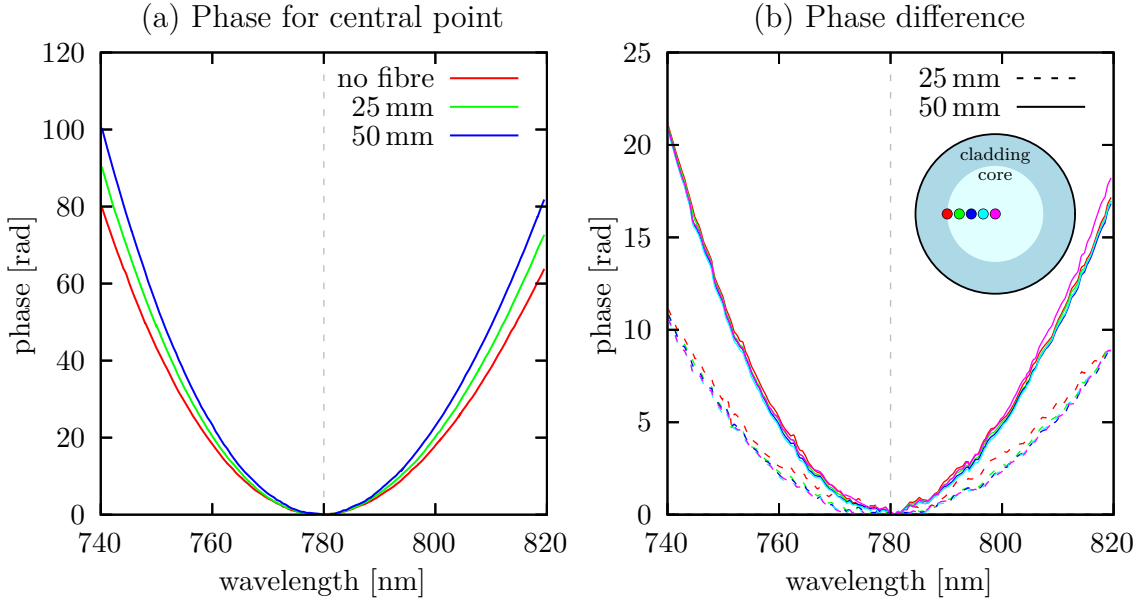 (a) Phase for central point
120
100
80
60
40
20
0
740
760
780
800
820
phase [rad]
wavelength [nm]
no fibre
25 mm
50 mm
(b) Phase difference
25
20
15
10
5
0
740
760
780
800
820
phase [rad]
wavelength [nm]
25 mm
50 mm
cladding
core